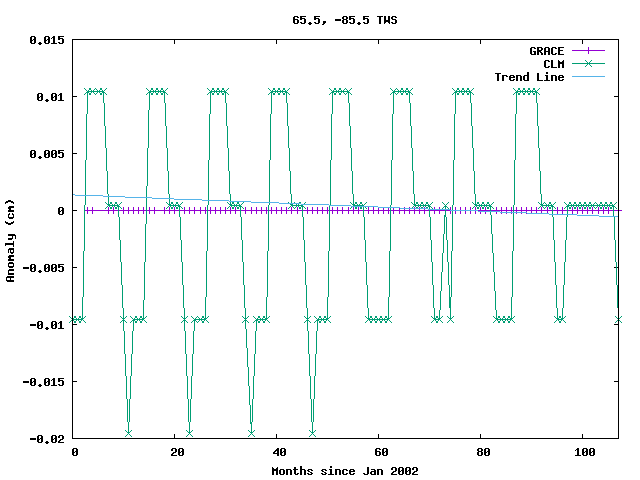 65.5, -85.5 TWS
GRACE
CLM
Trend Line
0.015
0.01
0.005
0
-0.005
-0.01
-0.015
-0.02
Anomaly (cm)
0 20 40 60 80 100
Months since Jan 2002